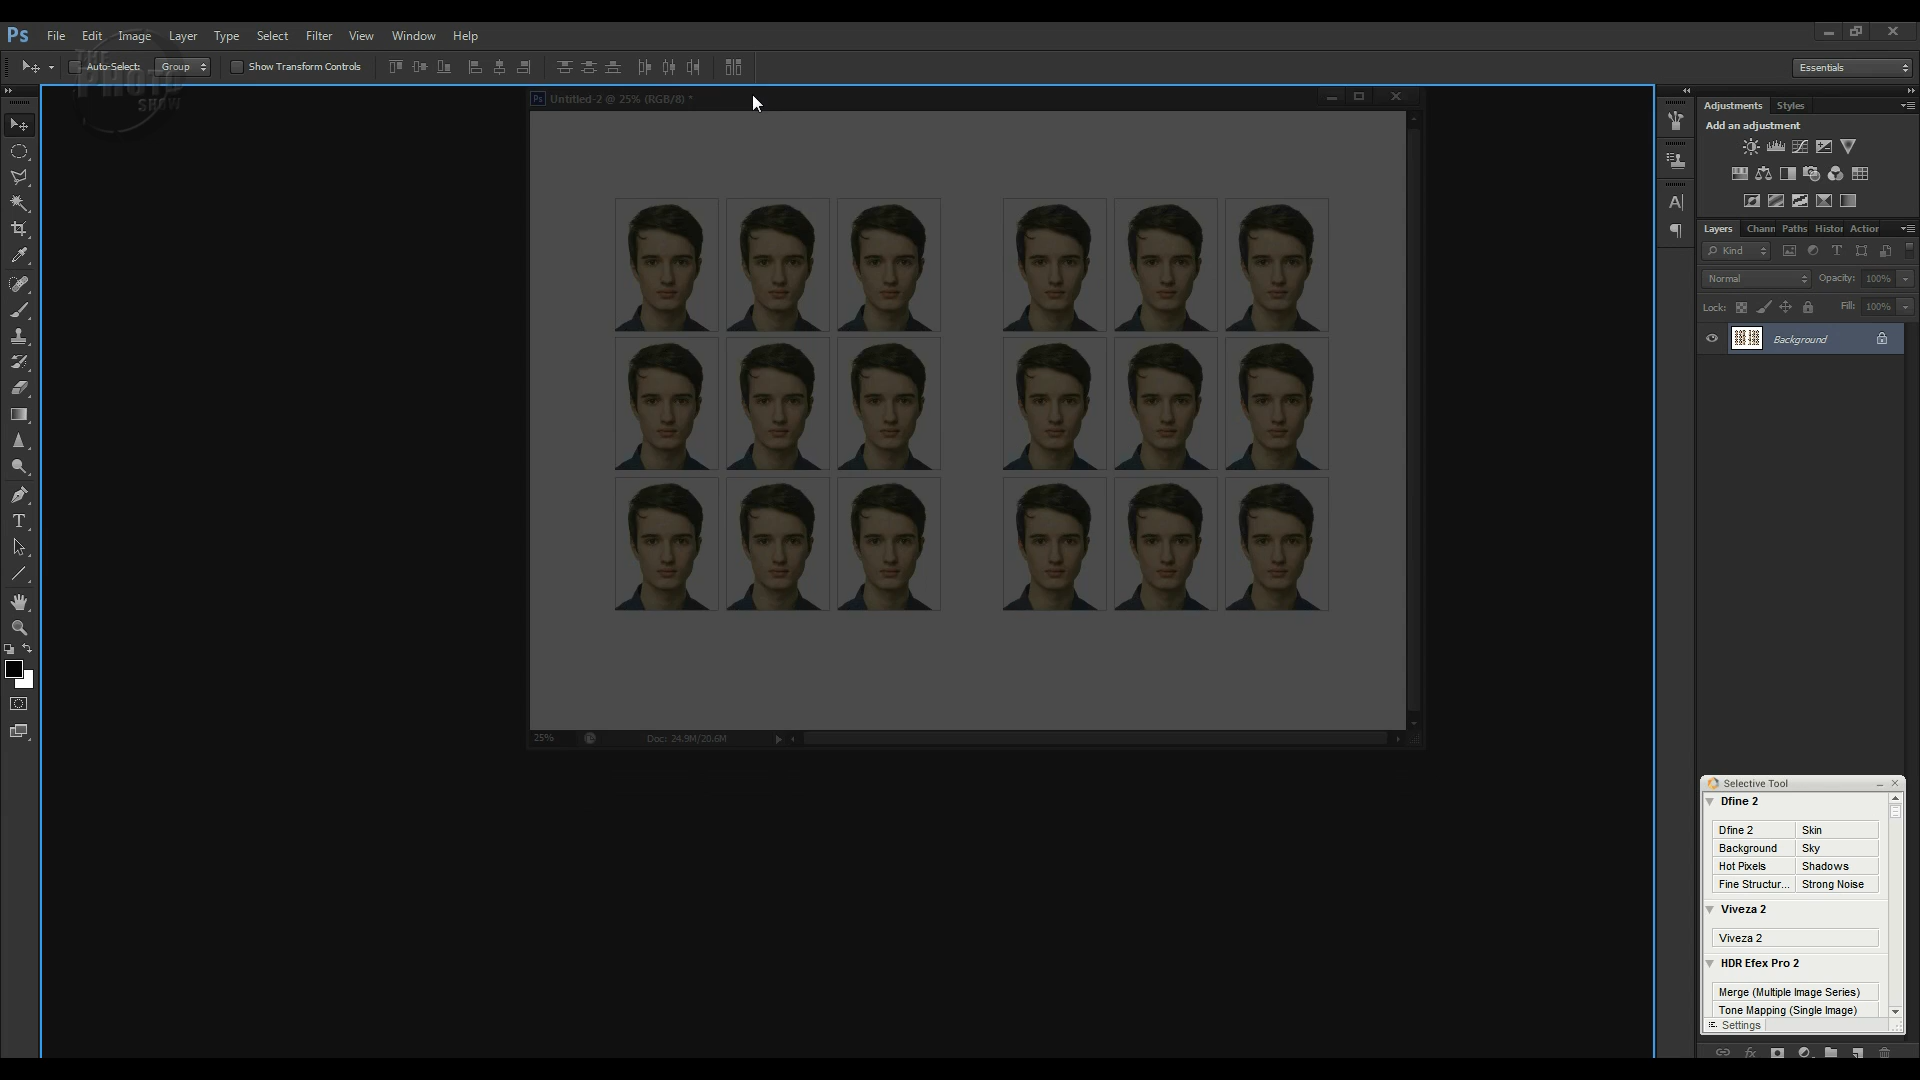 Ps File Edit Image Layer Type Select Filter View Window Help
Auto-Select: Group Show Transform Controls Essentials
THE PHOTO SHOW
Untitled-2 @ 25% (RGB/8) *
25% Doc: 24.9M/20.6M
Adjustments Styles
Add an adjustment
Layers Chann Paths Histor Action
Kind
Normal Opacity: 100%
Lock: Fill: 100%
Background
Selective Tool
Dfine 2
Dfine 2 Skin
Background Sky
Hot Pixels Shadows
Fine Structur... Strong Noise
Viveza 2
Viveza 2
HDR Efex Pro 2
Merge (Multiple Image Series)
Tone Mapping (Single Image)
Settings